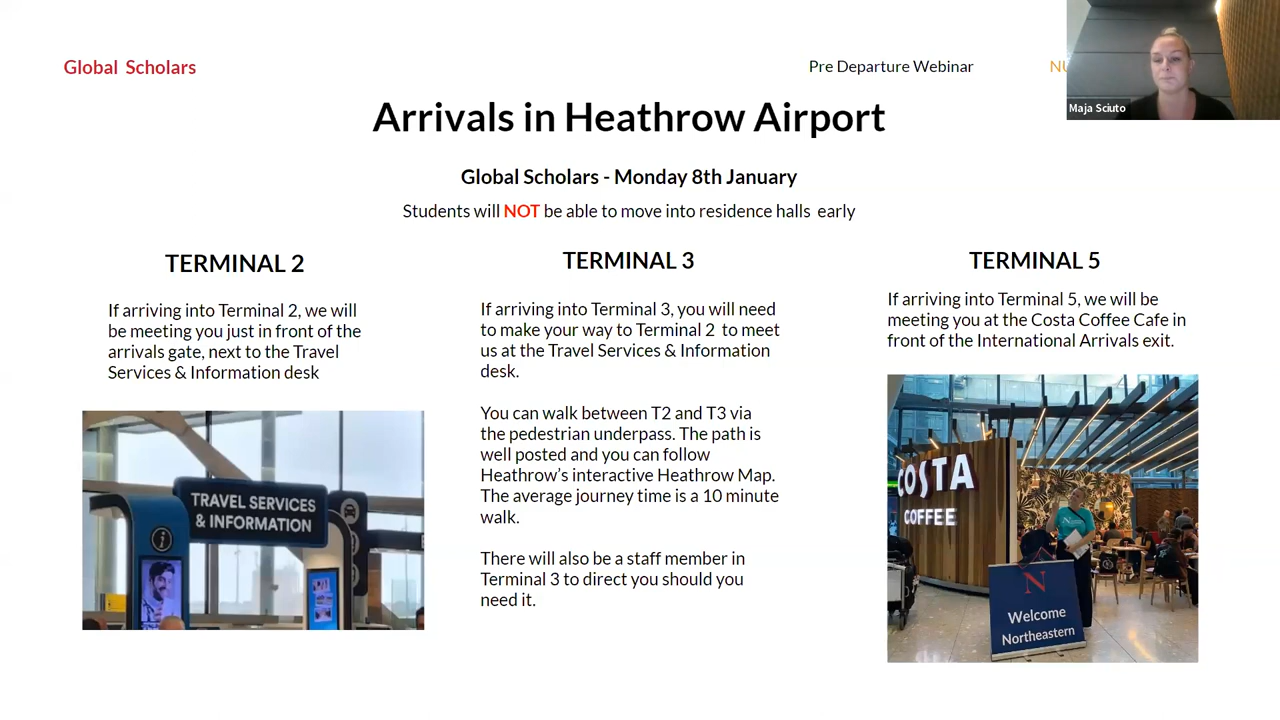 Global Scholars
Pre Departure Webinar
Maja Sciuto
Arrivals in Heathrow Airport
Global Scholars - Monday 8th January
Students will NOT be able to move into residence halls early
TERMINAL 2
If arriving into Terminal 2, we will
be meeting you just in front of the
arrivals gate, next to the Travel
Services & Information desk
TRAVEL SERVICES
& INFORMATION
TERMINAL 3
If arriving into Terminal 3, you will need
to make your way to Terminal 2 to meet
us at the Travel Services & Information
desk.
You can walk between T2 and T3 via
the pedestrian underpass. The path is
well posted and you can follow
Heathrow’s interactive Heathrow Map.
The average journey time is a 10 minute
walk.
There will also be a staff member in
Terminal 3 to direct you should you
need it.
TERMINAL 5
If arriving into Terminal 5, we will be
meeting you at the Costa Coffee Cafe in
front of the International Arrivals exit.
COSTA
COFFEE
N
Welcome
Northeastern